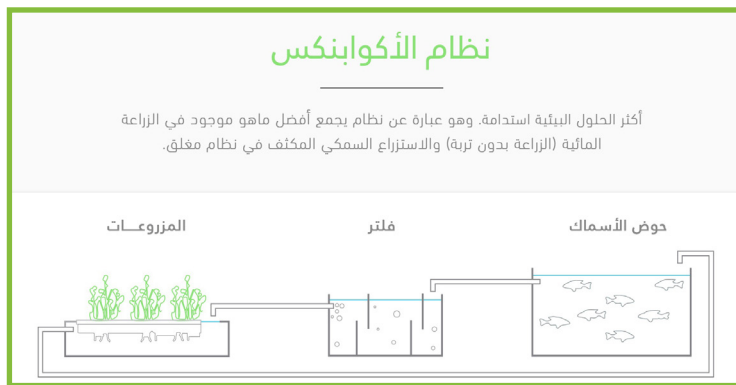 نظام الأكوابنكس
أكثر الحلول البيئية استدامة. وهو عبارة عن نظام يجمع أفضل ماهو موجود في الزراعة
المائية (الزراعة بدون تربة) والاستزراع السمكي المكثف في نظام مغلق.
حوض الأسماك
فلتر
المزروعـــات